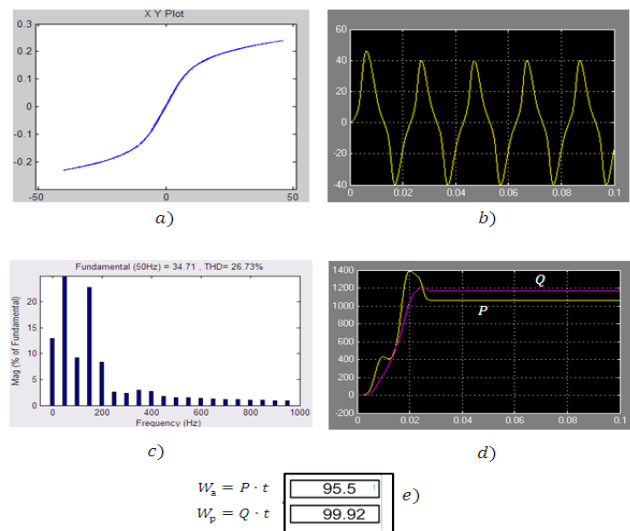 X Y Plot
0.3
0.2
0.1
0
-0.1
-0.2
-50 0 50
a)
60
40
20
0
-20
-40
0 0.02 0.04 0.06 0.08 0.1
b)
Fundamental (50Hz) = 34.71 , THD= 26.73%
Mag (% of Fundamental)
20
15
10
5
0
0 200 400 600 800 1000
Frequency (Hz)
c)
1400
1200
1000
800
600
400
200
0
-200
0 0.02 0.04 0.06 0.08 0.1
Q
P
d)
Wa = P · t 95.5
Wp = Q · t 99.92
e)